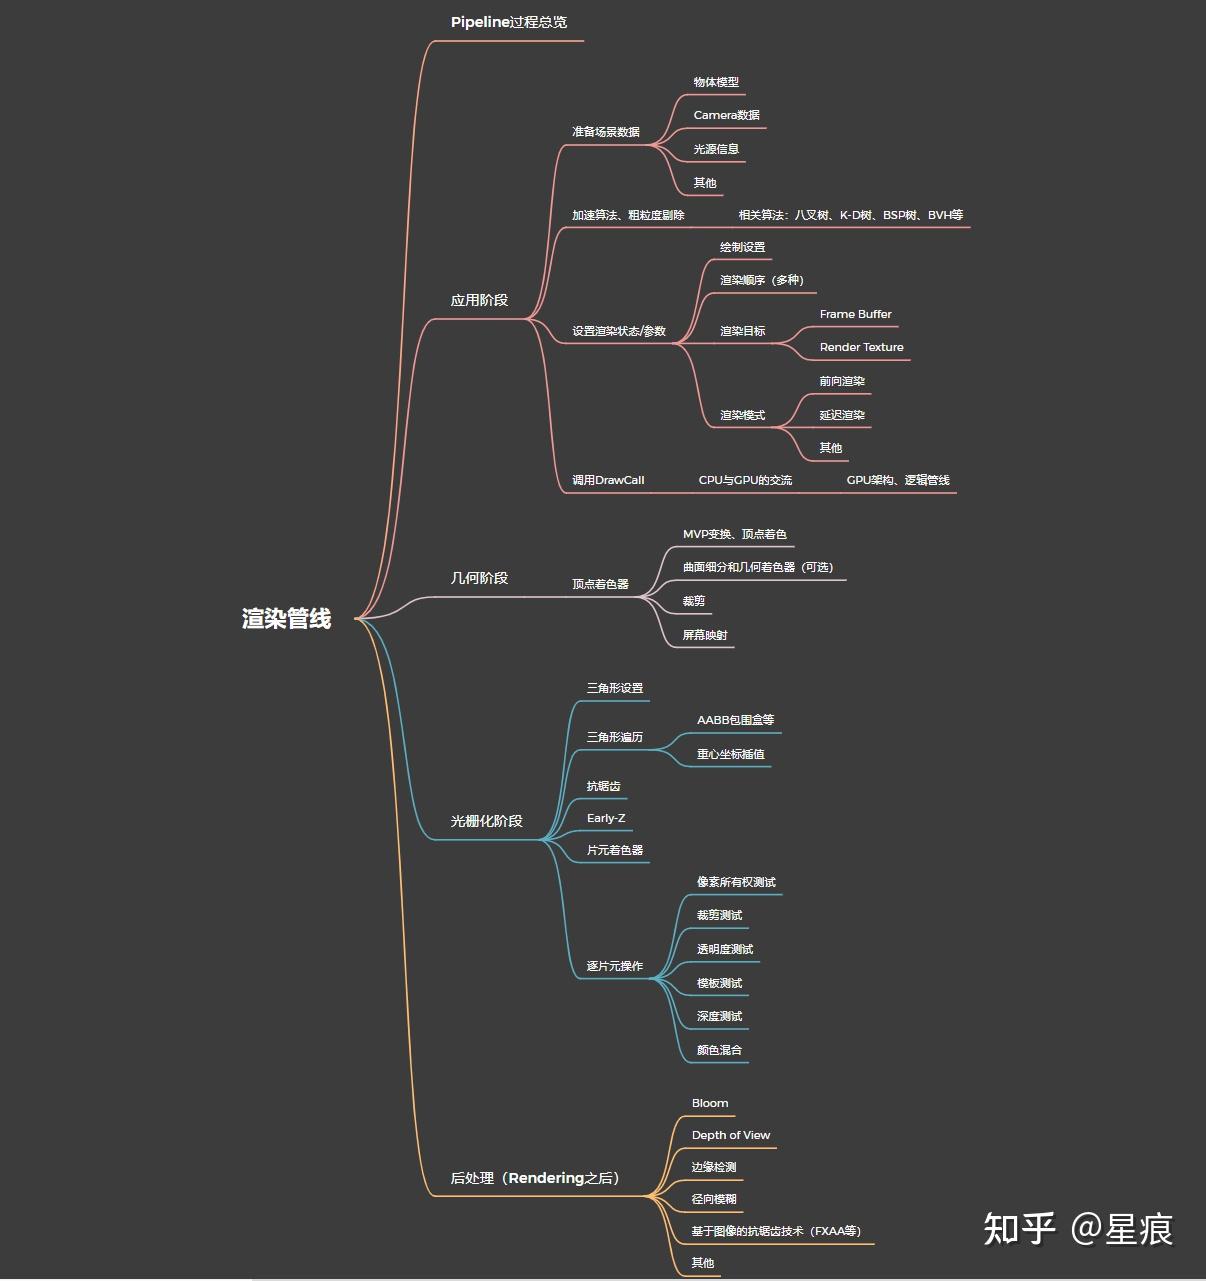 Pipeline过程总览
物体模型
Camera数据
准备场景数据
光源信息
其他
加速算法、粗粒度剔除
相关算法：八叉树、K-D树、BSP树、BVH等
绘制设置
渲染顺序（多种）
应用阶段
Frame Buffer
设置渲染状态/参数
渲染目标
Render Texture
前向渲染
渲染模式
延迟渲染
其他
调用DrawCall
CPU与GPU的交流
GPU架构、逻辑管线
MVP变换、顶点着色
曲面细分和几何着色器（可选）
几何阶段
顶点着色器
裁剪
屏幕映射
渲染管线
三角形设置
AABB包围盒等
三角形遍历
重心坐标插值
抗锯齿
Early-Z
光栅化阶段
片元着色器
像素所有权测试
裁剪测试
透明度测试
逐片元操作
模板测试
深度测试
颜色混合
Bloom
Depth of View
边缘检测
后处理（Rendering之后）
径向模糊
基于图像的抗锯齿技术（FXAA等）
其他
知乎 @星痕